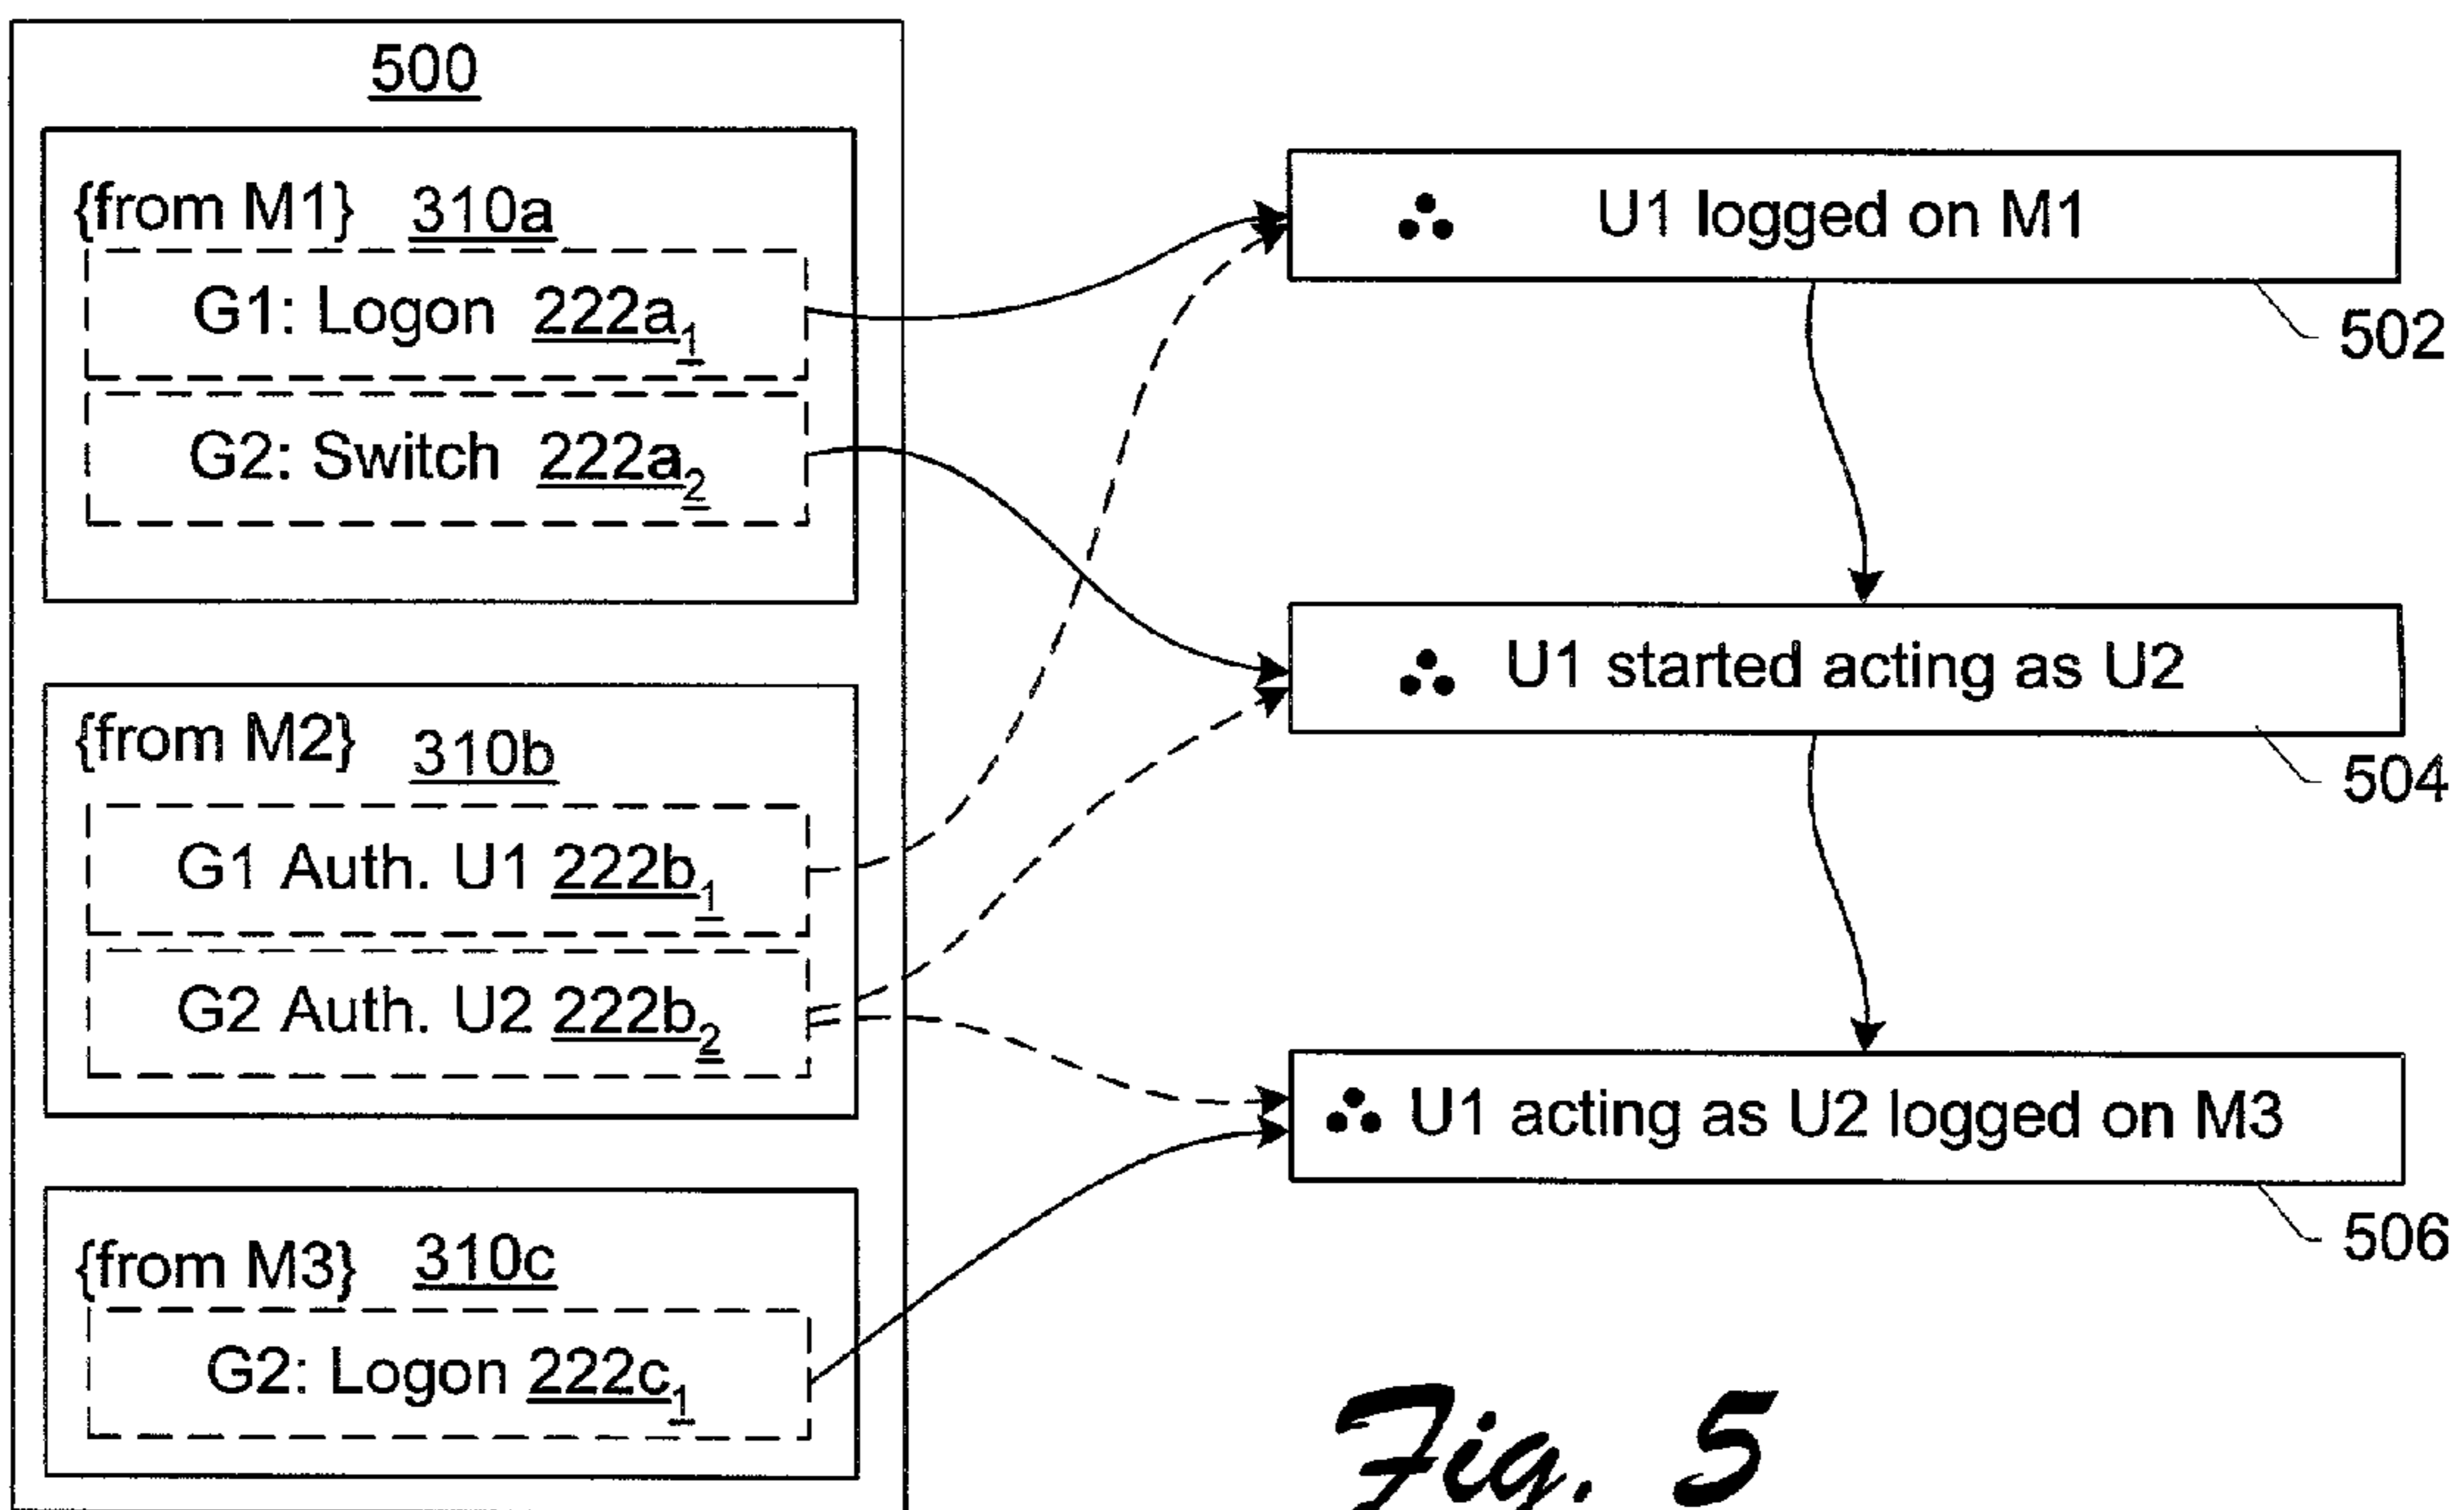 500
{from M1} 310a
G1: Logon 222a1
G2: Switch 222a2
{from M2} 310b
G1 Auth. U1 222b1
G2 Auth. U2 222b2
{from M3} 310c
G2: Logon 222c1
∴ U1 logged on M1
502
∴ U1 started acting as U2
504
∴ U1 acting as U2 logged on M3
506
Fig. 5